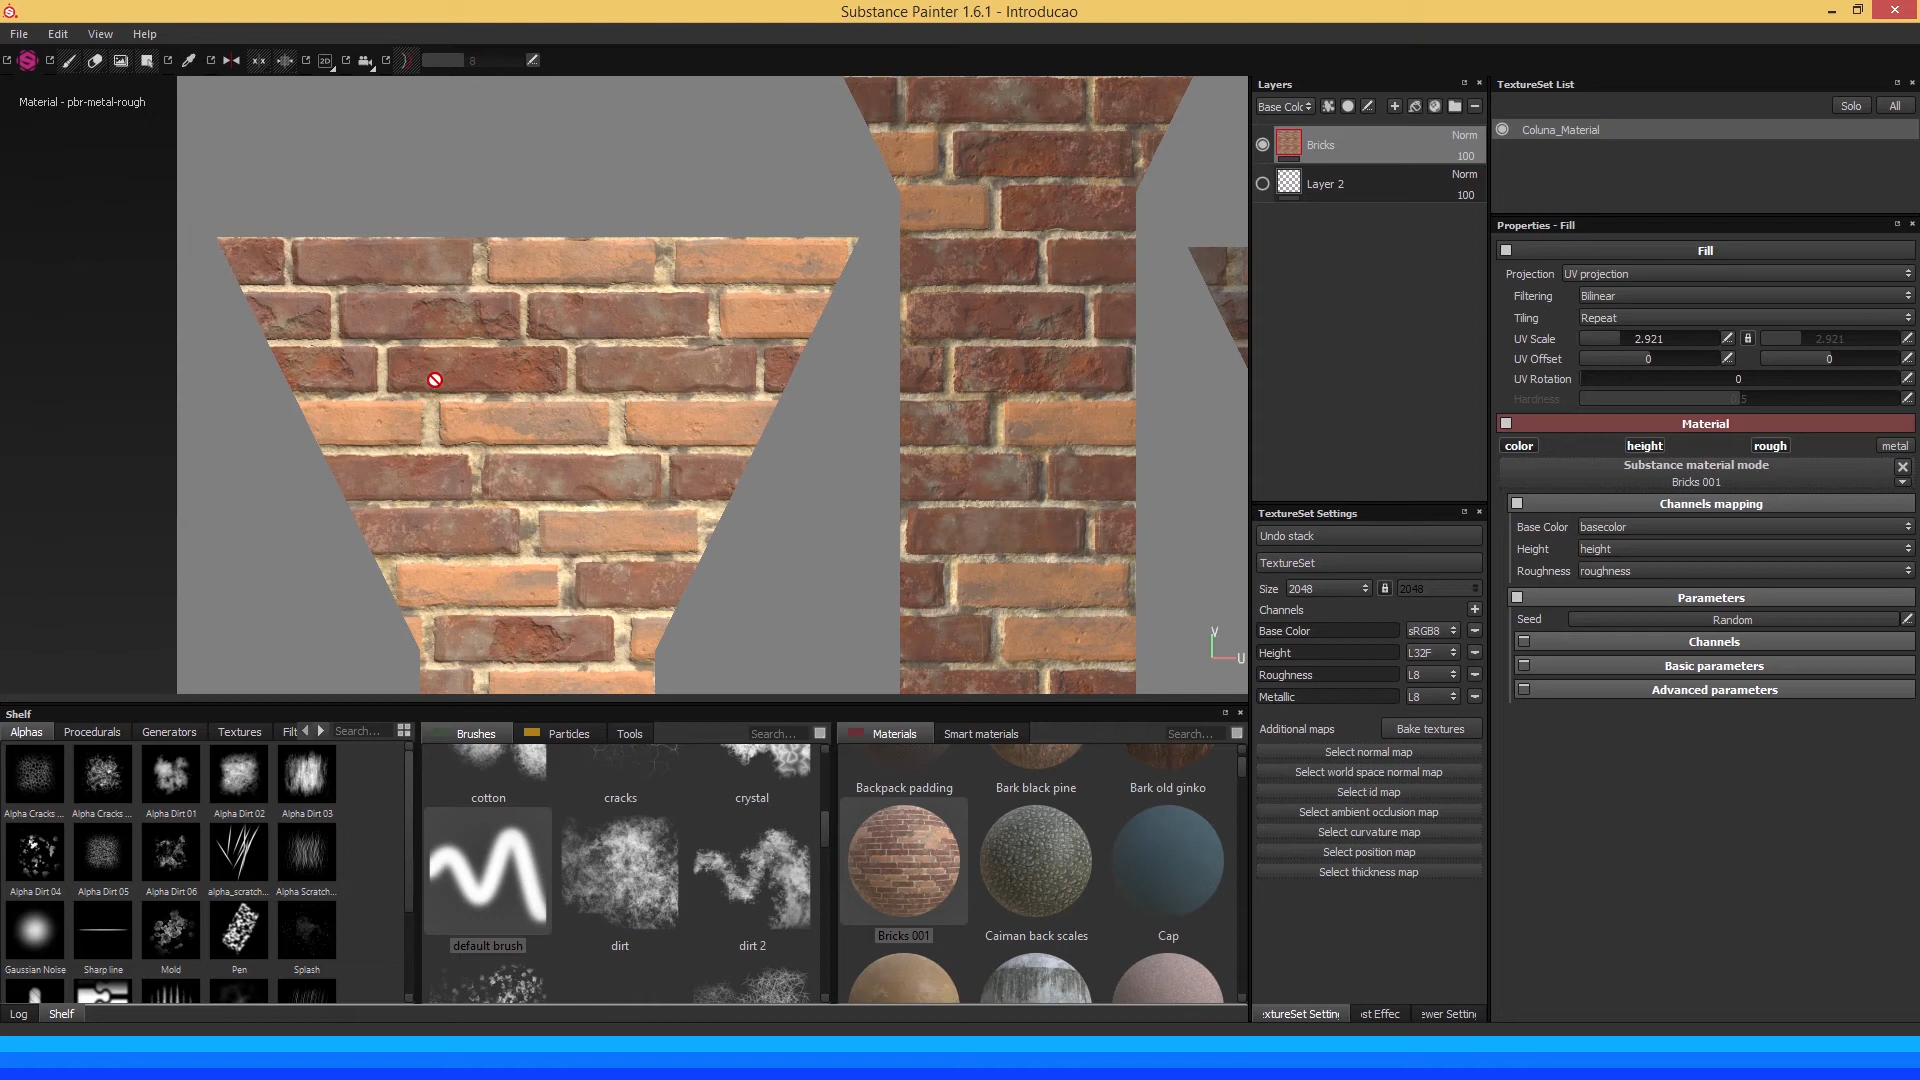 Substance Painter 1.6.1 - Introducao
File Edit View Help
2D
8
Material - pbr-metal-rough
V
U
Layers
Base Colc
Bricks
Norm
100
Layer 2
Norm
100
TextureSet List
Solo All
Coluna_Material
Properties - Fill
Fill
Projection UV projection
Filtering Bilinear
Tiling Repeat
UV Scale 2.921 2.921
UV Offset 0 0
UV Rotation 0
Hardness 0.5
Material
color height rough metal
Substance material mode
Bricks 001
Channels mapping
Base Color basecolor
Height height
Roughness roughness
Parameters
Seed Random
Channels
Basic parameters
Advanced parameters
TextureSet Settings
Undo stack
TextureSet
Size 2048 2048
Channels
Base Color sRGB8
Height L32F
Roughness L8
Metallic L8
Additional maps Bake textures
Select normal map
Select world space normal map
Select id map
Select ambient occlusion map
Select curvature map
Select position map
Select thickness map
extureSet Setting ost Effec ewer Setting
Shelf
Alphas Procedurals Generators Textures Filt Search...
Alpha Cracks ... Alpha Cracks ... Alpha Dirt 01 Alpha Dirt 02 Alpha Dirt 03
Alpha Dirt 04 Alpha Dirt 05 Alpha Dirt 06 alpha_scratch... Alpha Scratch...
Gaussian Noise Sharp line Mold Pen Splash
Brushes Particles Tools Search...
cotton cracks crystal
default brush dirt dirt 2
Materials Smart materials Search...
Backpack padding Bark black pine Bark old ginko
Bricks 001 Caiman back scales Cap
Log Shelf